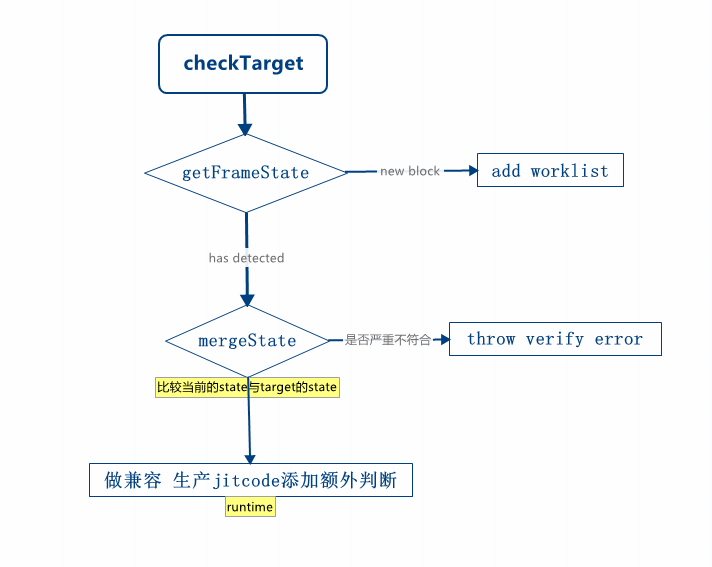 checkTarget
getFrameState
new block
add worklist
has detected
mergeState
是否严重不符合
throw verify error
比较当前的state与target的state
做兼容 生产jitcode添加额外判断
runtime